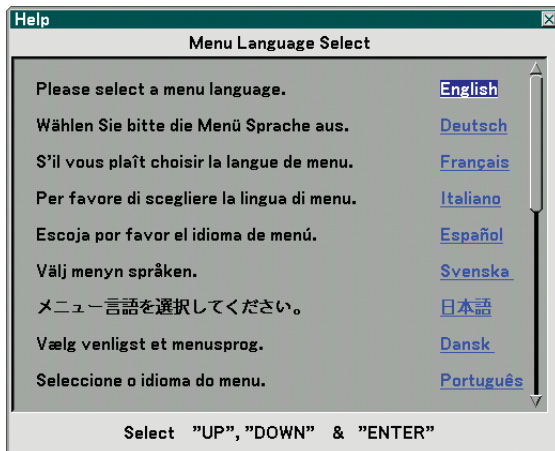 Help
Menu Language Select
Please select a menu language. English
Wählen Sie bitte die Menü Sprache aus. Deutsch
S'il vous plaît choisir la langue de menu. Français
Per favore di scegliere la lingua di menu. Italiano
Escoja por favor el idioma de menú. Español
Välj menyn språken. Svenska
メニュー言語を選択してください。 日本語
Vælg venligst et menusprog. Dansk
Seleccione o idioma do menu. Português
Select "UP","DOWN" & "ENTER"